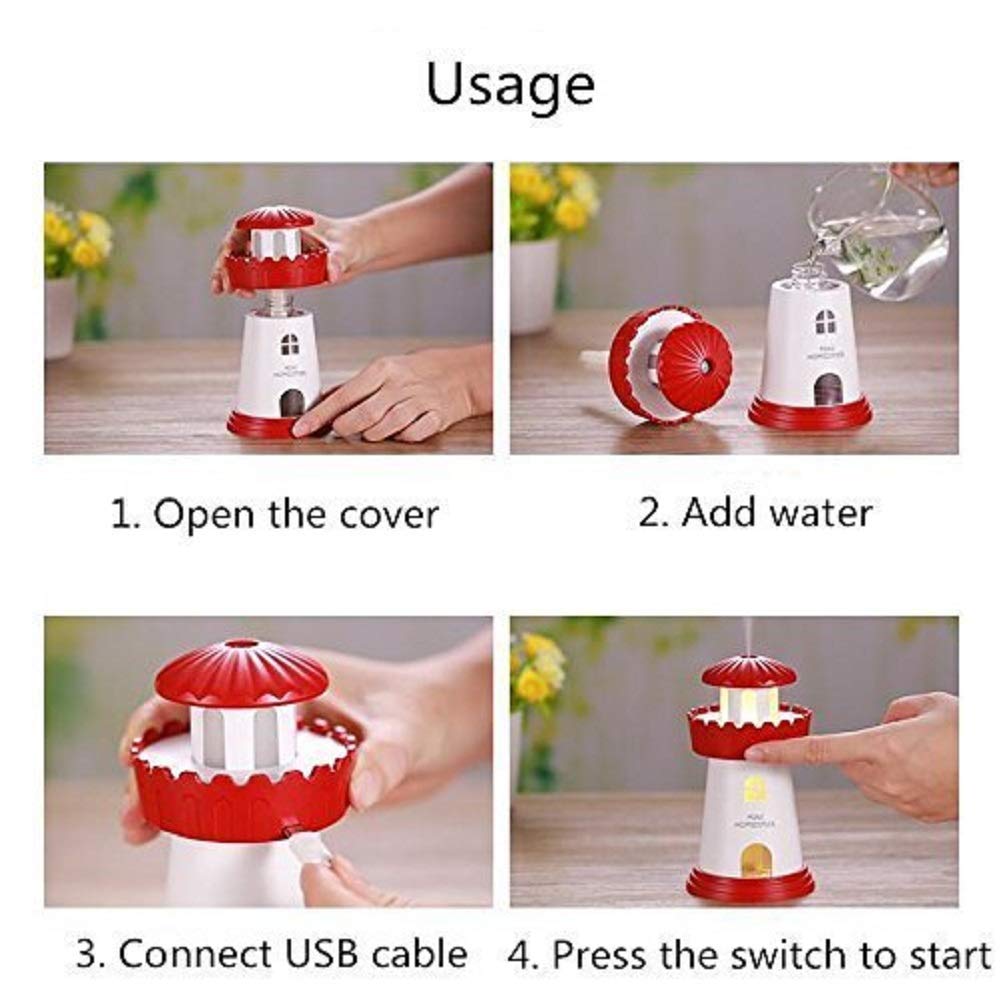 Usage
1. Open the cover
2. Add water
3. Connect USB cable
4. Press the switch to start